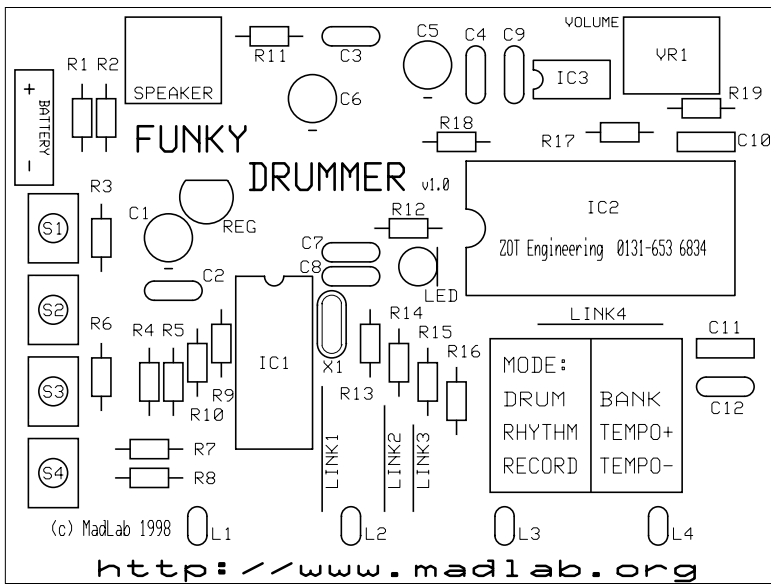 VOLUME
C4 C9
C5
R1 R2
R11
C3
IC3
VR1
SPEAKER
+ BATTERY -
C6
R19
FUNKY
R18
R17
C10
DRUMMER v1.0
R3
C1
REG
R12
IC2
S1
C7
ZOT Engineering 0131-653 6834
C2
C8
LED
S2
R6
R4 R5
IC1
X1
R14
R15
R16
LINK4
C11
S3
R9
R10
R13
MODE:
DRUM BANK
RHYTHM TEMPO+
RECORD TEMPO-
C12
LINK1
LINK2
LINK3
R7
R8
S4
(c) MadLab 1998
L1
L2
L3
L4
http://www.madlab.org